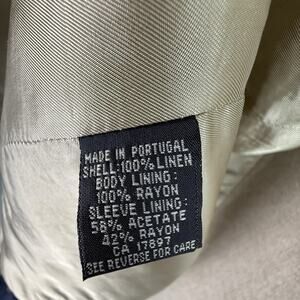 MADE IN PORTUGAL
SHELL:100% LINEN
BODY LINING:
100% RAYON
SLEEVE LINING:
58% ACETATE
42% RAYON
CA 17897
SEE REVERSE FOR CARE